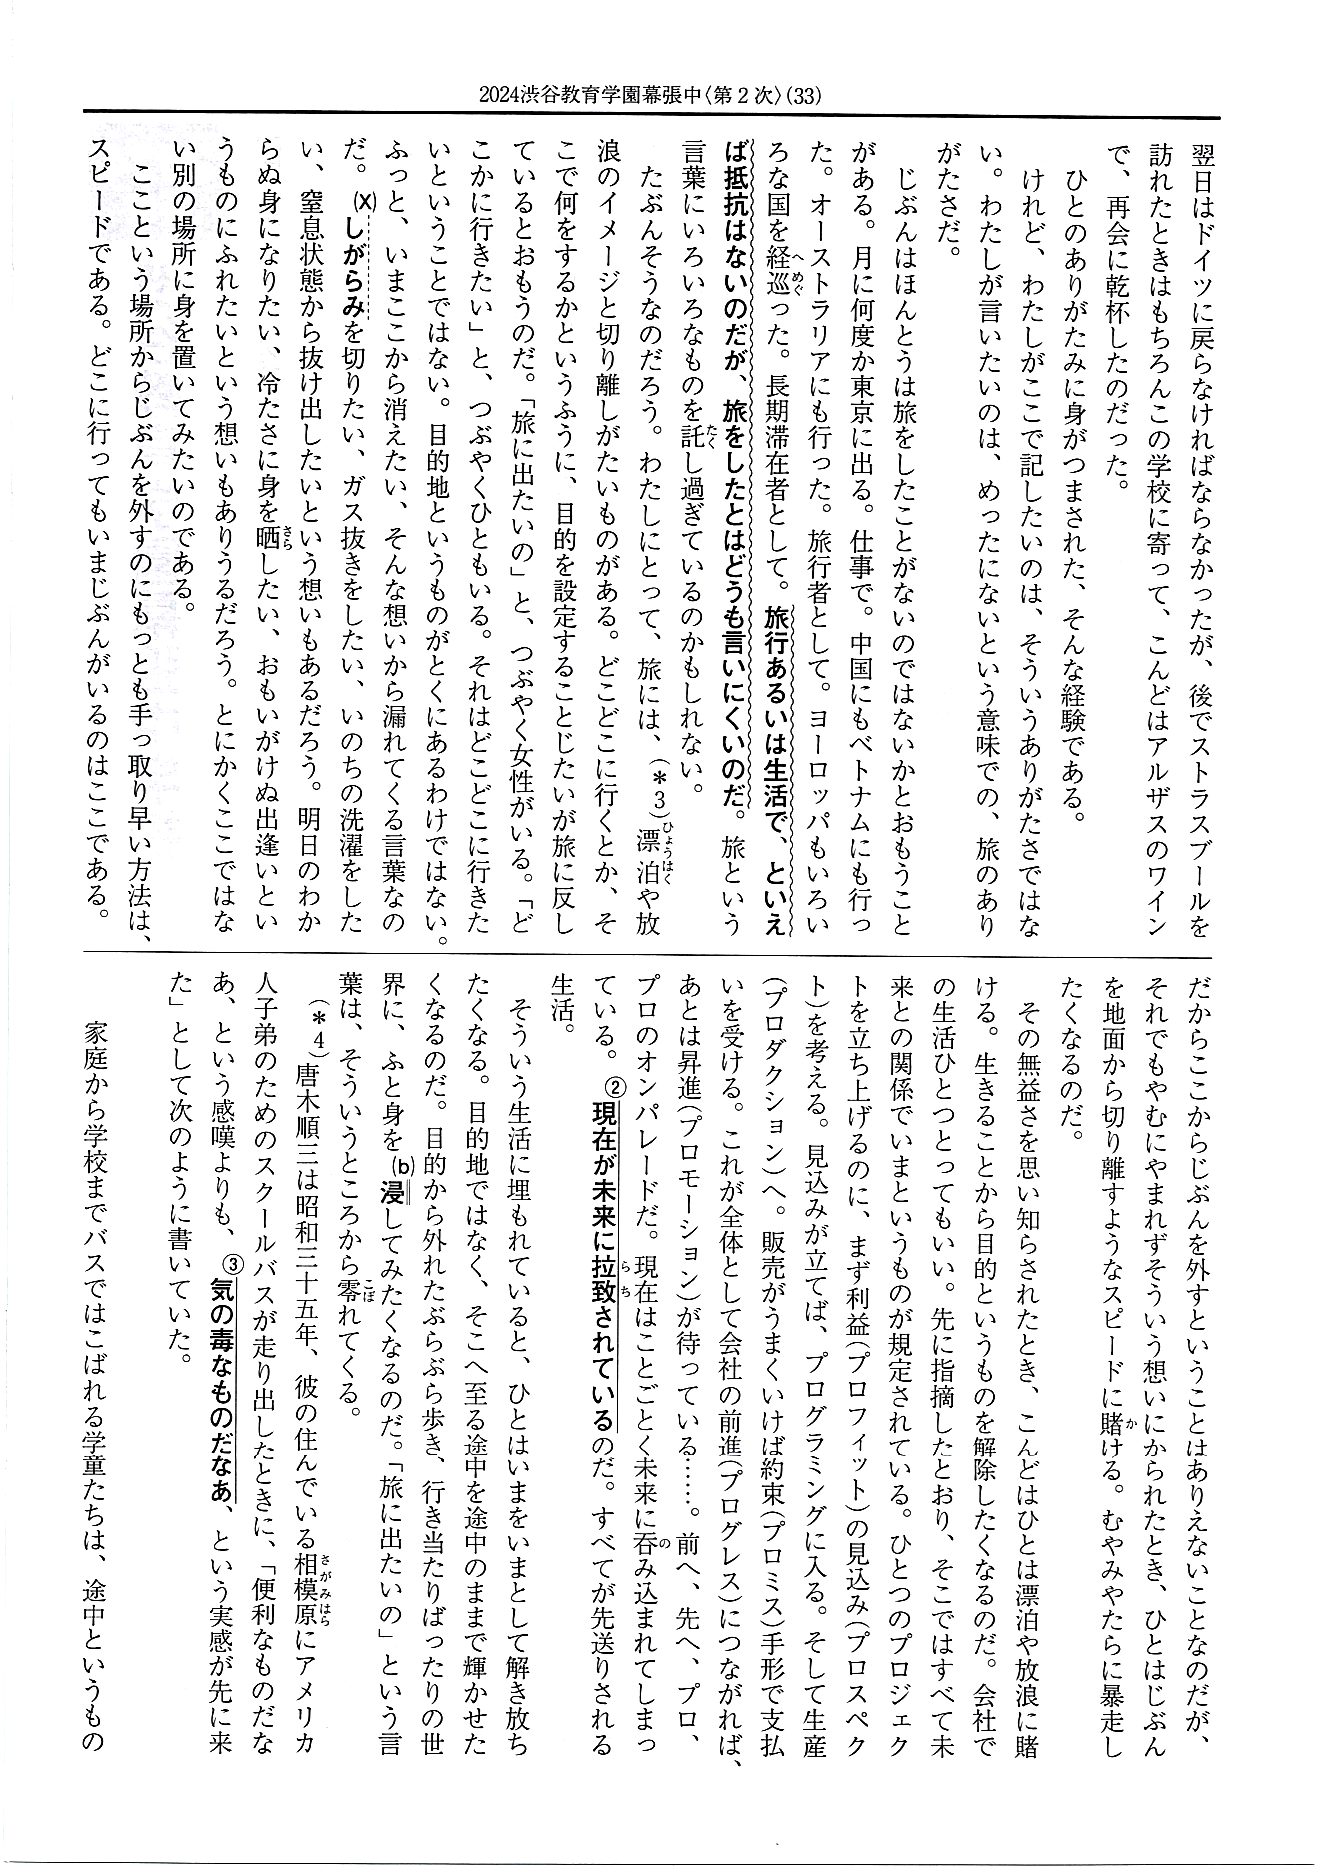 2024渋谷教育学園幕張中〈第2次〉(33)
翌日はドイツに戻らなければならなかったが、後でストラスブールを
訪れたときはもちろんこの学校に寄って、こんどはアルザスのワイン
で、再会に乾杯したのだった。
ひとのありがたみに身がつまされた、そんな経験である。
けれど、わたしがここで記したいのは、そういうありがたさではな
い。わたしが言いたいのは、めったにないという意味での、旅のあり
がたさだ。
じぶんはほんとうは旅をしたことがないのではないかとおもうこと
がある。月に何度か東京に出る。仕事で。中国にもベトナムにも行っ
た。オーストラリアにも行った。旅行者として。ヨーロッパもいろい
ろな国を経巡った。長期滞在者として。旅行あるいは生活で、といえ
へめぐ
ば抵抗はないのだが、旅をしたとはどうも言いにくいのだ。旅という
言葉にいろいろなものを託し過ぎているのかもしれない。
たく
たぶんそうなのだろう。わたしにとって、旅には、(*3)漂泊や放
ひょうはく
浪のイメージと切り離しがたいものがある。どこどこに行くとか、そ
こで何をするかというふうに、目的を設定することじたいが旅に反し
ているとおもうのだ。「旅に出たいの」と、つぶやく女性がいる。「ど
こかに行きたい」と、つぶやくひともいる。それはどこどこに行きた
いということではない。目的地というものがとくにあるわけではない。
ふっと、いまここから消えたい、そんな想いから漏れてくる言葉なの
だ。(X)しがらみを切りたい、ガス抜きをしたい、いのちの洗濯をした
い、窒息状態から抜け出したいという想いもあるだろう。明日のわか
らぬ身になりたい、冷たさに身を晒したい、おもいがけぬ出逢いとい
さら
うものにふれたいという想いもありうるだろう。とにかくここではな
い別の場所に身を置いてみたいのである。
ここという場所からじぶんを外すのにもっとも手っ取り早い方法は、
スピードである。どこに行ってもいまじぶんがいるのはここである。
だからここからじぶんを外すということはありえないことなのだが、
それでもやむにやまれずそういう想いにかられたとき、ひとはじぶん
を地面から切り離すようなスピードに賭ける。むやみやたらに暴走し
か
たくなるのだ。
その無益さを思い知らされたとき、こんどはひとは漂泊や放浪に賭
ける。生きることから目的というものを解除したくなるのだ。会社で
の生活ひとつとってもいい。先に指摘したとおり、そこではすべて未
来との関係でいまというものが規定されている。ひとつのプロジェク
トを立ち上げるのに、まず利益(プロフィット)の見込み(プロスペク
ト)を考える。見込みが立てば、プログラミングに入る。そして生産
(プロダクション)へ。販売がうまくいけば約束(プロミス)手形で支払
いを受ける。これが全体として会社の前進(プログレス)につながれば、
あとは昇進(プロモーション)が待っている……。前へ、先へ、プロ、
プロのオンパレードだ。現在はことごとく未来に呑み込まれてしまっ
の
ている。②現在が未来に拉致されているのだ。すべてが先送りされる
らち
生活。
そういう生活に埋もれていると、ひとはいまをいまとして解き放ち
たくなる。目的地ではなく、そこへ至る途中を途中のままで輝かせた
くなるのだ。目的から外れたぶらぶら歩き、行き当たりばったりの世
界に、ふと身を(b)浸してみたくなるのだ。「旅に出たいの」という言
葉は、そういうところから零れてくる。
こぼ
(*4)唐木順三は昭和三十五年、彼の住んでいる相模原にアメリカ
さがみはら
人子弟のためのスクールバスが走り出したときに、「便利なものだな
あ、という感嘆よりも、③気の毒なものだなあ、という実感が先に来
た」として次のように書いていた。
家庭から学校までバスではこばれる学童たちは、途中というもの